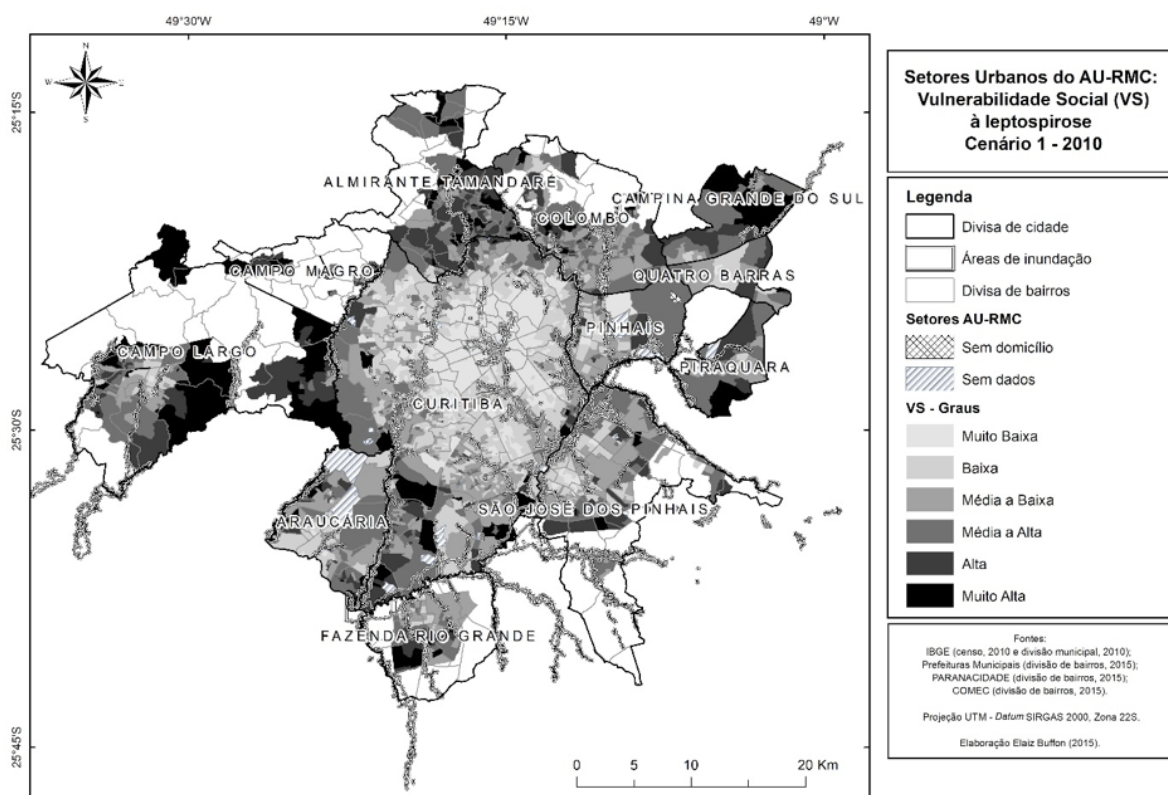 49°30'W
49°15'W
49°W
25°15'S
25°30'S
25°45'S
N
W
E
S
ALMIRANTE TAMANDARÉ
CAMPINA GRANDE DO SUL
COLOMBO
CAMPO MAGRO
QUATRO BARRAS
PINHAIS
CAMPO LARGO
PIRAQUARA
CURITIBA
SÃO JOSÉ DOS PINHAIS
ARAUCÁRIA
FAZENDA RIO GRANDE
0 5 10 20 Km
Setores Urbanos do AU-RMC:
Vulnerabilidade Social (VS)
à leptospirose
Cenário 1 - 2010
Legenda
Divisa de cidade
Áreas de inundação
Divisa de bairros
Setores AU-RMC
Sem domicílio
Sem dados
VS - Graus
Muito Baixa
Baixa
Média a Baixa
Média a Alta
Alta
Muito Alta
Fontes:
IBGE (censo, 2010 e divisão municipal, 2010);
Prefeituras Municipais (divisão de bairros, 2015);
PARANACIDADE (divisão de bairros, 2015);
COMEC (divisão de bairros, 2015).
Projeção UTM - Datum SIRGAS 2000, Zona 22S.
Elaboração Elaiz Buffon (2015).